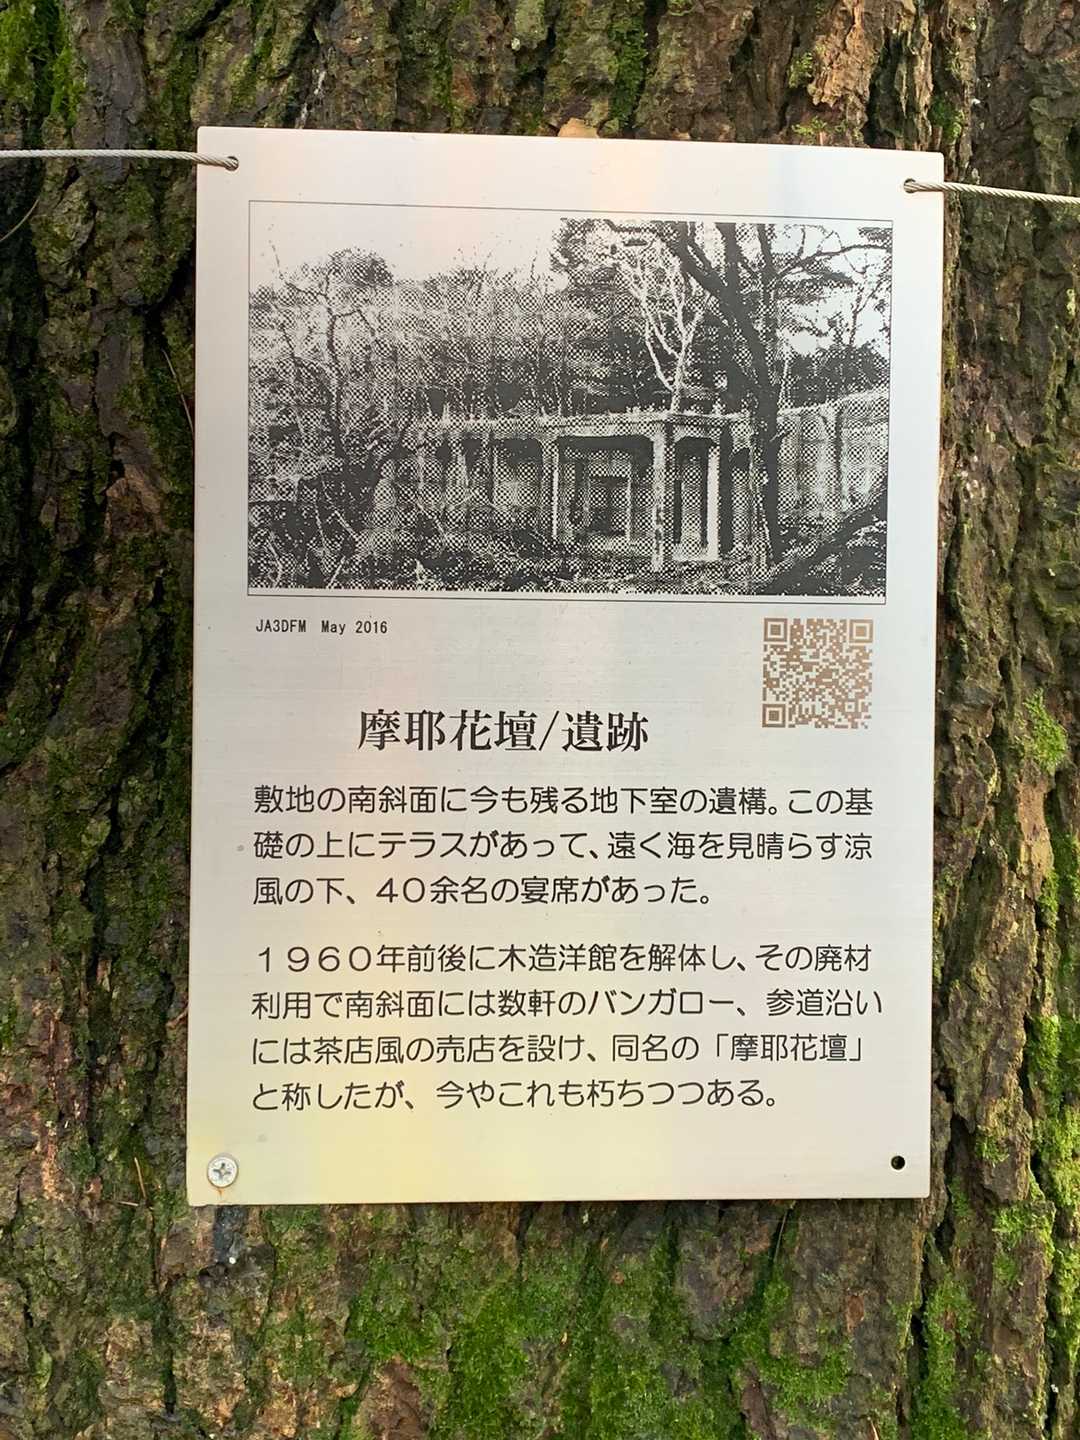 JA3DFM May 2016
摩耶花壇/遺跡
敷地の南斜面に今も残る地下室の遺構。この基
礎の上にテラスがあって、遠く海を見晴らす涼
風の下、４０余名の宴席があった。
１９６０年前後に木造洋館を解体し、その廃材
利用で南斜面には数軒のバンガロー、参道沿い
には茶店風の売店を設け、同名の「摩耶花壇」
と称したが、今やこれも朽ちつつある。